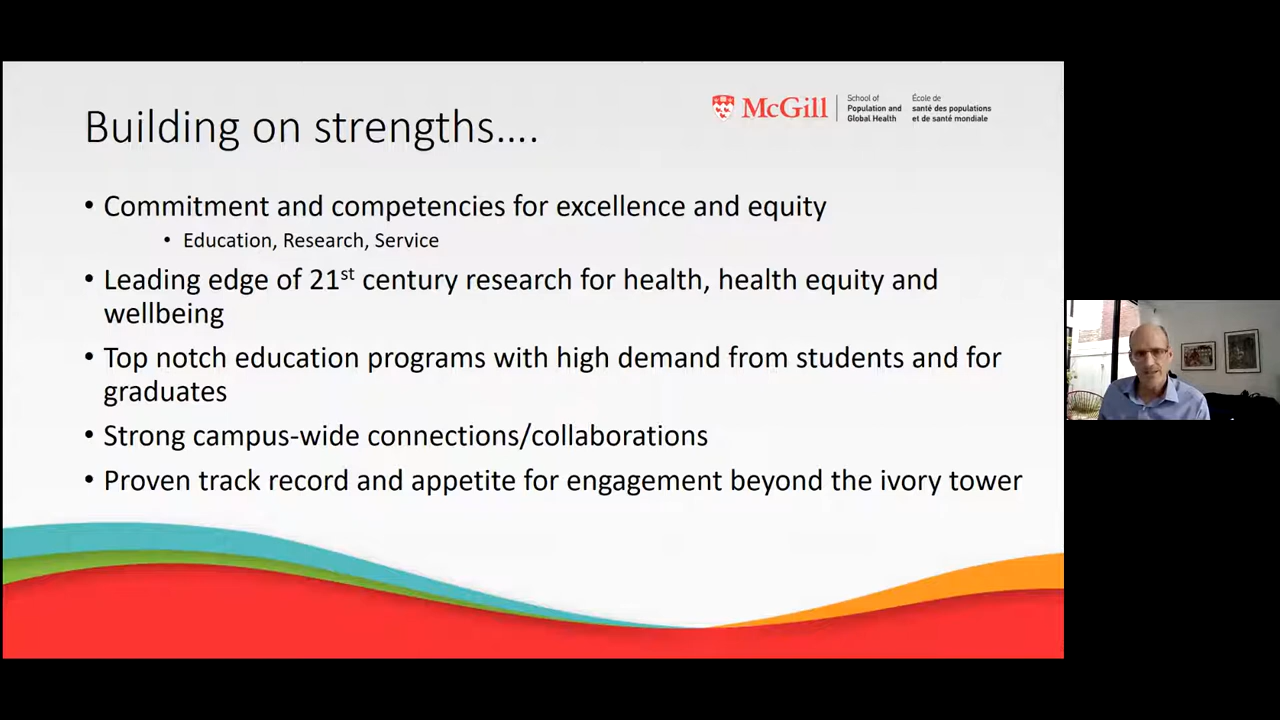 Building on strengths....
McGill
School of
Population and
Global Health
École de
santé des populations
et de santé mondiale
• Commitment and competencies for excellence and equity
• Education, Research, Service
• Leading edge of 21st century research for health, health equity and
wellbeing
• Top notch education programs with high demand from students and for
graduates
• Strong campus-wide connections/collaborations
• Proven track record and appetite for engagement beyond the ivory tower